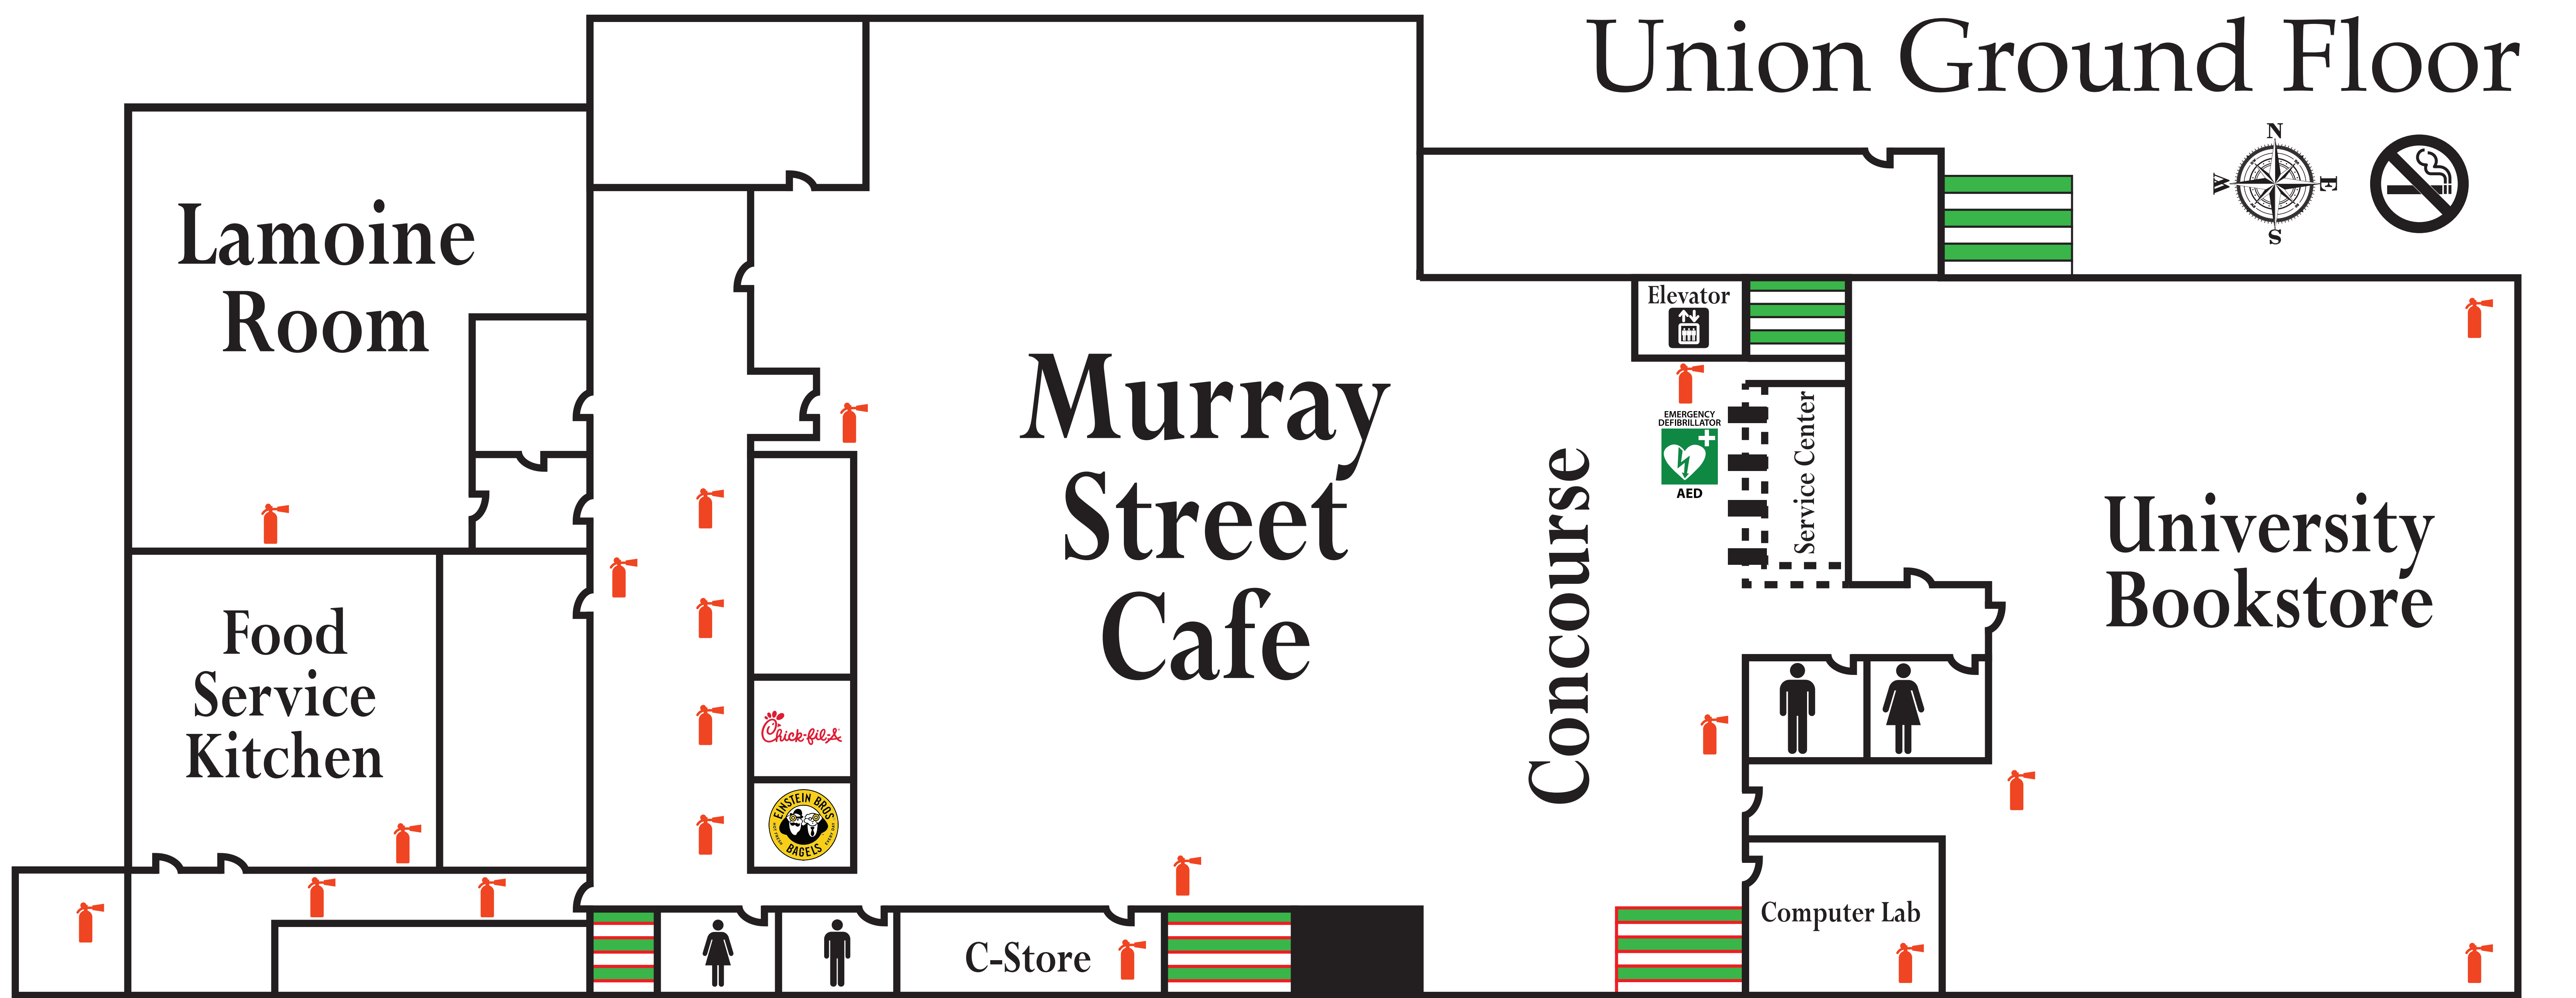 Union Ground Floor
N
W
E
S
Lamoine
Room
Elevator
Murray
Street
Cafe
EMERGENCY
DEFIBRILLATOR
AED
Service Center
Concourse
University
Bookstore
Food
Service
Kitchen
Chick-fil-A
EINSTEIN BROS
BAGELS
Computer Lab
C-Store